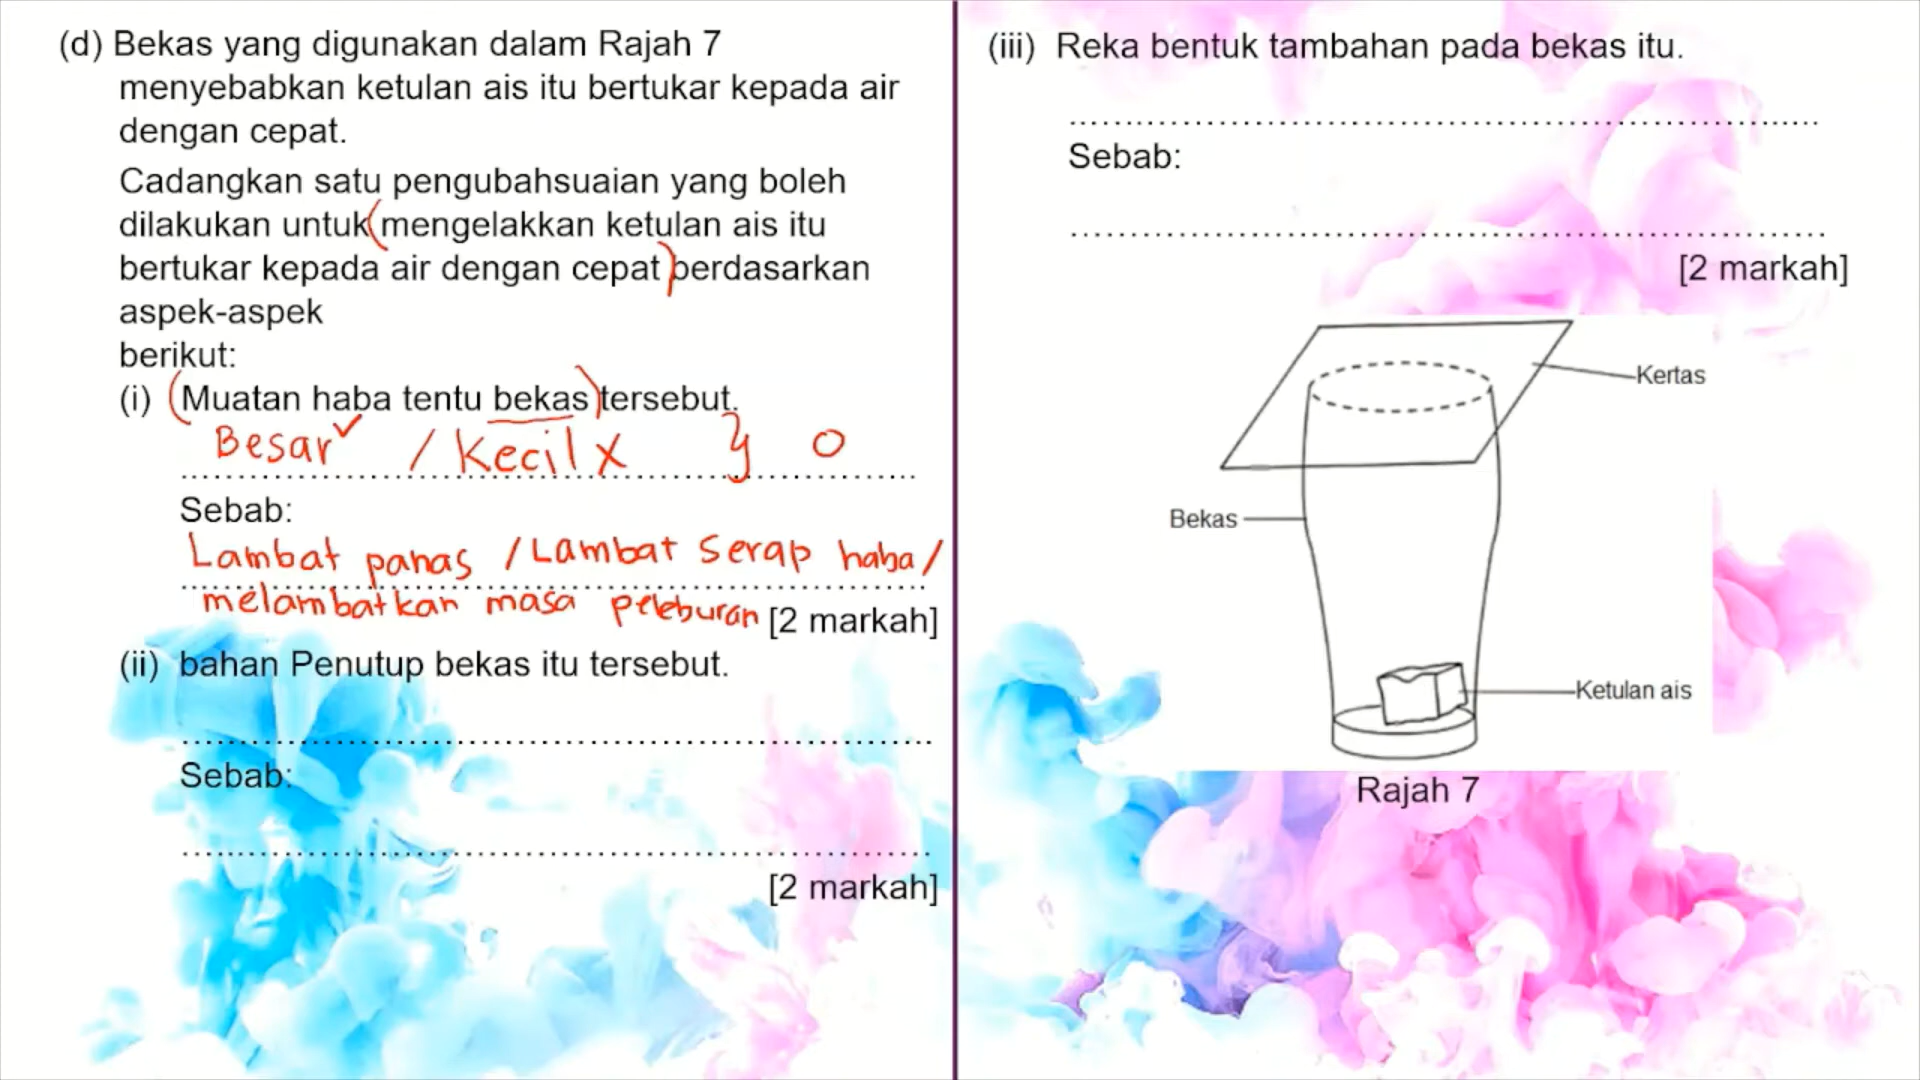 (d) Bekas yang digunakan dalam Rajah 7
menyebabkan ketulan ais itu bertukar kepada air
dengan cepat.
Cadangkan satu pengubahsuaian yang boleh
dilakukan untuk (mengelakkan ketulan ais itu
bertukar kepada air dengan cepat) berdasarkan
aspek-aspek
berikut:
(i) (Muatan haba tentu bekas) tersebut.
Besar ✓ / Kecil x } 0
Sebab:
Lambat panas / Lambat serap haba /
melambatkan masa peleburan [2 markah]
(ii) bahan Penutup bekas itu tersebut.
Sebab:
[2 markah]
(iii) Reka bentuk tambahan pada bekas itu.
Sebab:
[2 markah]
Kertas
Bekas
Ketulan ais
Rajah 7